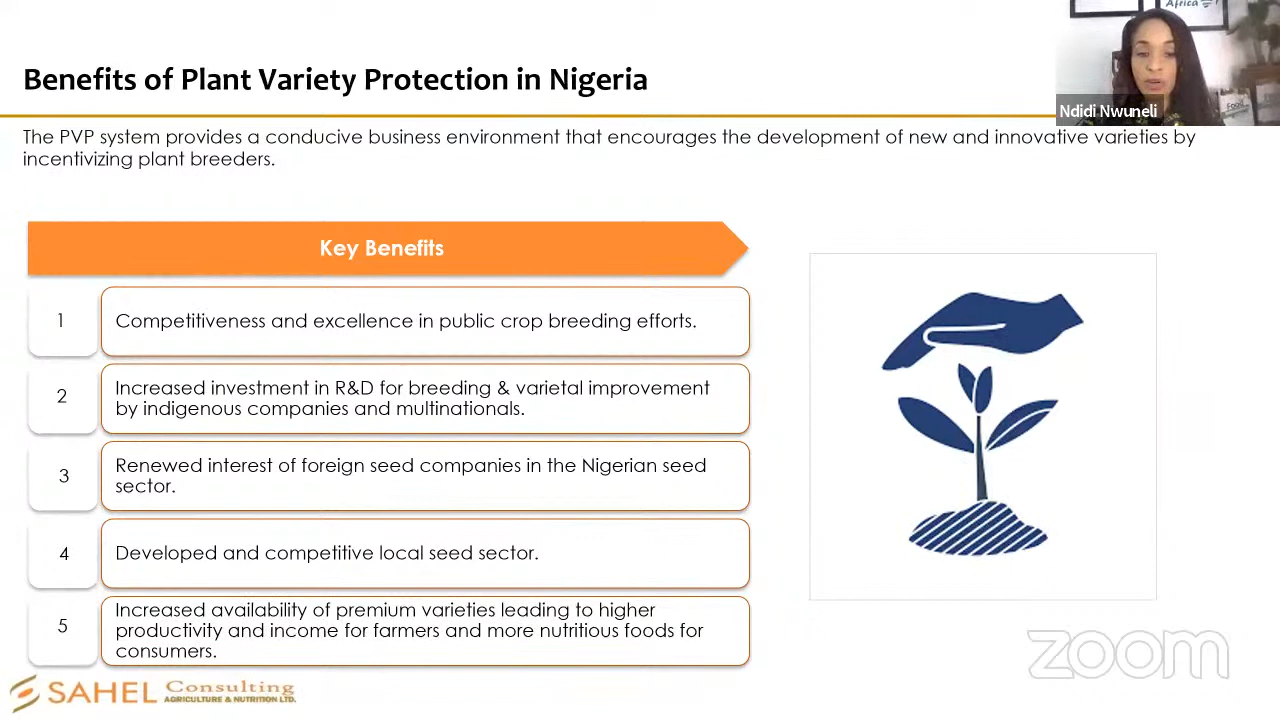 Africa
Benefits of Plant Variety Protection in Nigeria
Ndidi Nwuneli
The PVP system provides a conducive business environment that encourages the development of new and innovative varieties by
incentivizing plant breeders.
Key Benefits
1
Competitiveness and excellence in public crop breeding efforts.
2
Increased investment in R&D for breeding & varietal improvement
by indigenous companies and multinationals.
3
Renewed interest of foreign seed companies in the Nigerian seed
sector.
4
Developed and competitive local seed sector.
5
Increased availability of premium varieties leading to higher
productivity and income for farmers and more nutritious foods for
consumers.
zoom
SAHEL Consulting
AGRICULTURE & NUTRITION LTD.